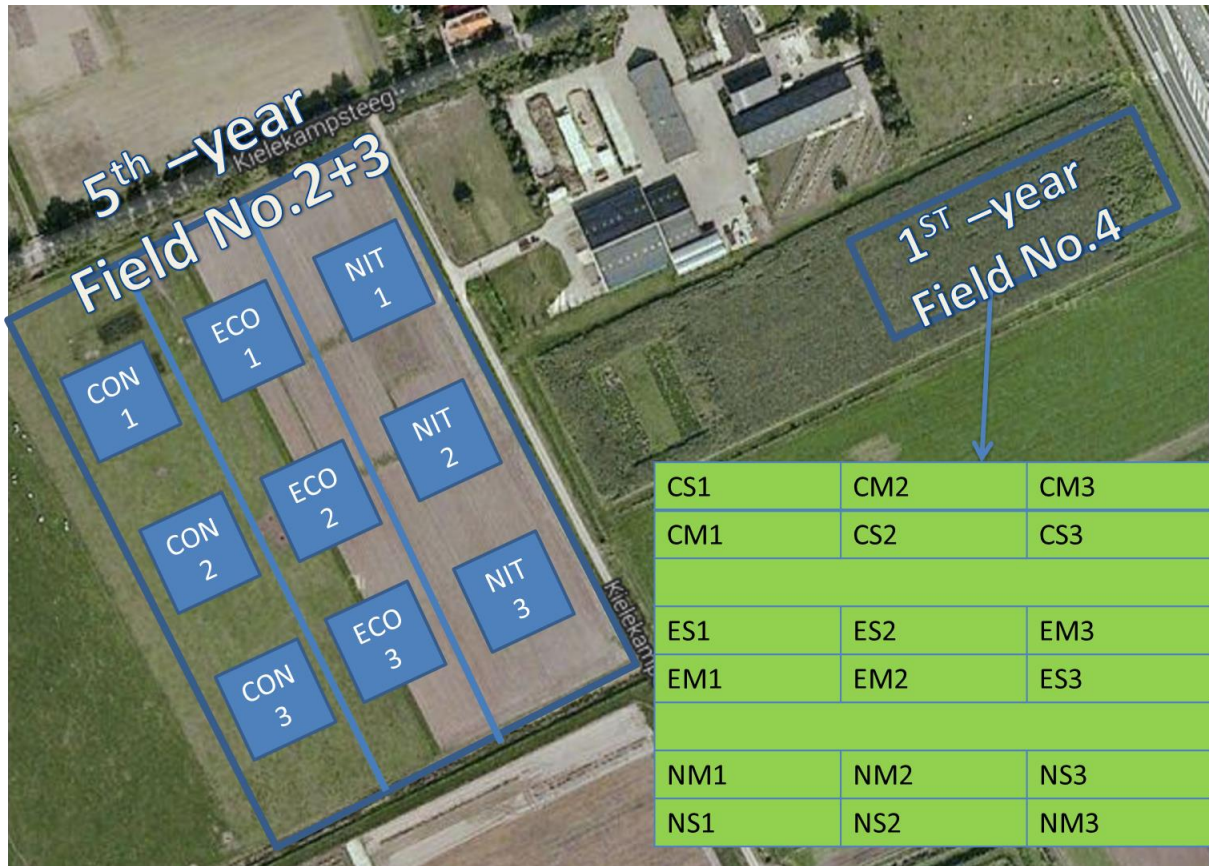 5th –year
Field No.2+3
Kielekampsteeg
1ST –year
Field No.4
NIT
1
ECO
1
CON
1
NIT
2
ECO
2
CON
2
NIT
3
ECO
3
CON
3
Kielekamp
CS1 CM2 CM3
CM1 CS2 CS3
ES1 ES2 EM3
EM1 EM2 ES3
NM1 NM2 NS3
NS1 NS2 NM3